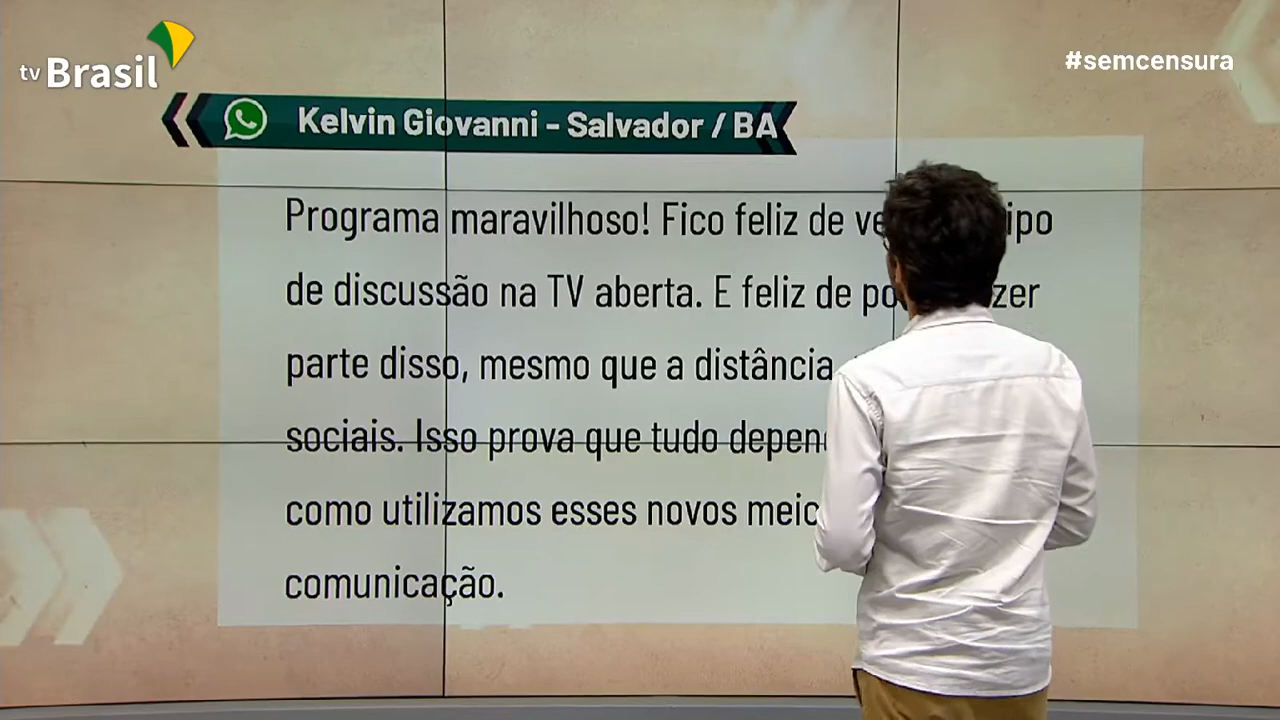 tv Brasil
#semcensura
Kelvin Giovanni - Salvador / BA
Programa maravilhoso! Fico feliz de
de discussão na TV aberta. E feliz de
parte disso, mesmo que a distância
sociais. Isso prova que tudo
como utilizamos esses novos
comunicação.